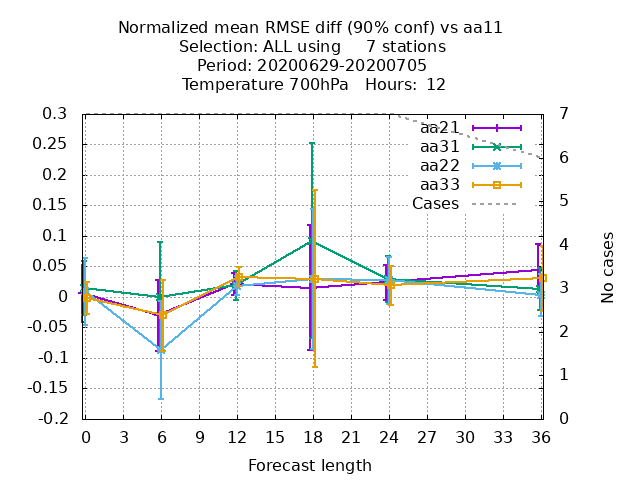 Normalized mean RMSE diff (90% conf) vs aa11
Selection: ALL using     7 stations
Period: 20200629-20200705
Temperature 700hPa   Hours:  12
0.3
0.25
0.2
0.15
0.1
0.05
0
-0.05
-0.1
-0.15
-0.2
aa21
aa31
aa22
aa33
Cases
7
6
5
4
3
2
1
0
No cases
0 3 6 9 12 15 18 21 24 27 30 33 36
Forecast length